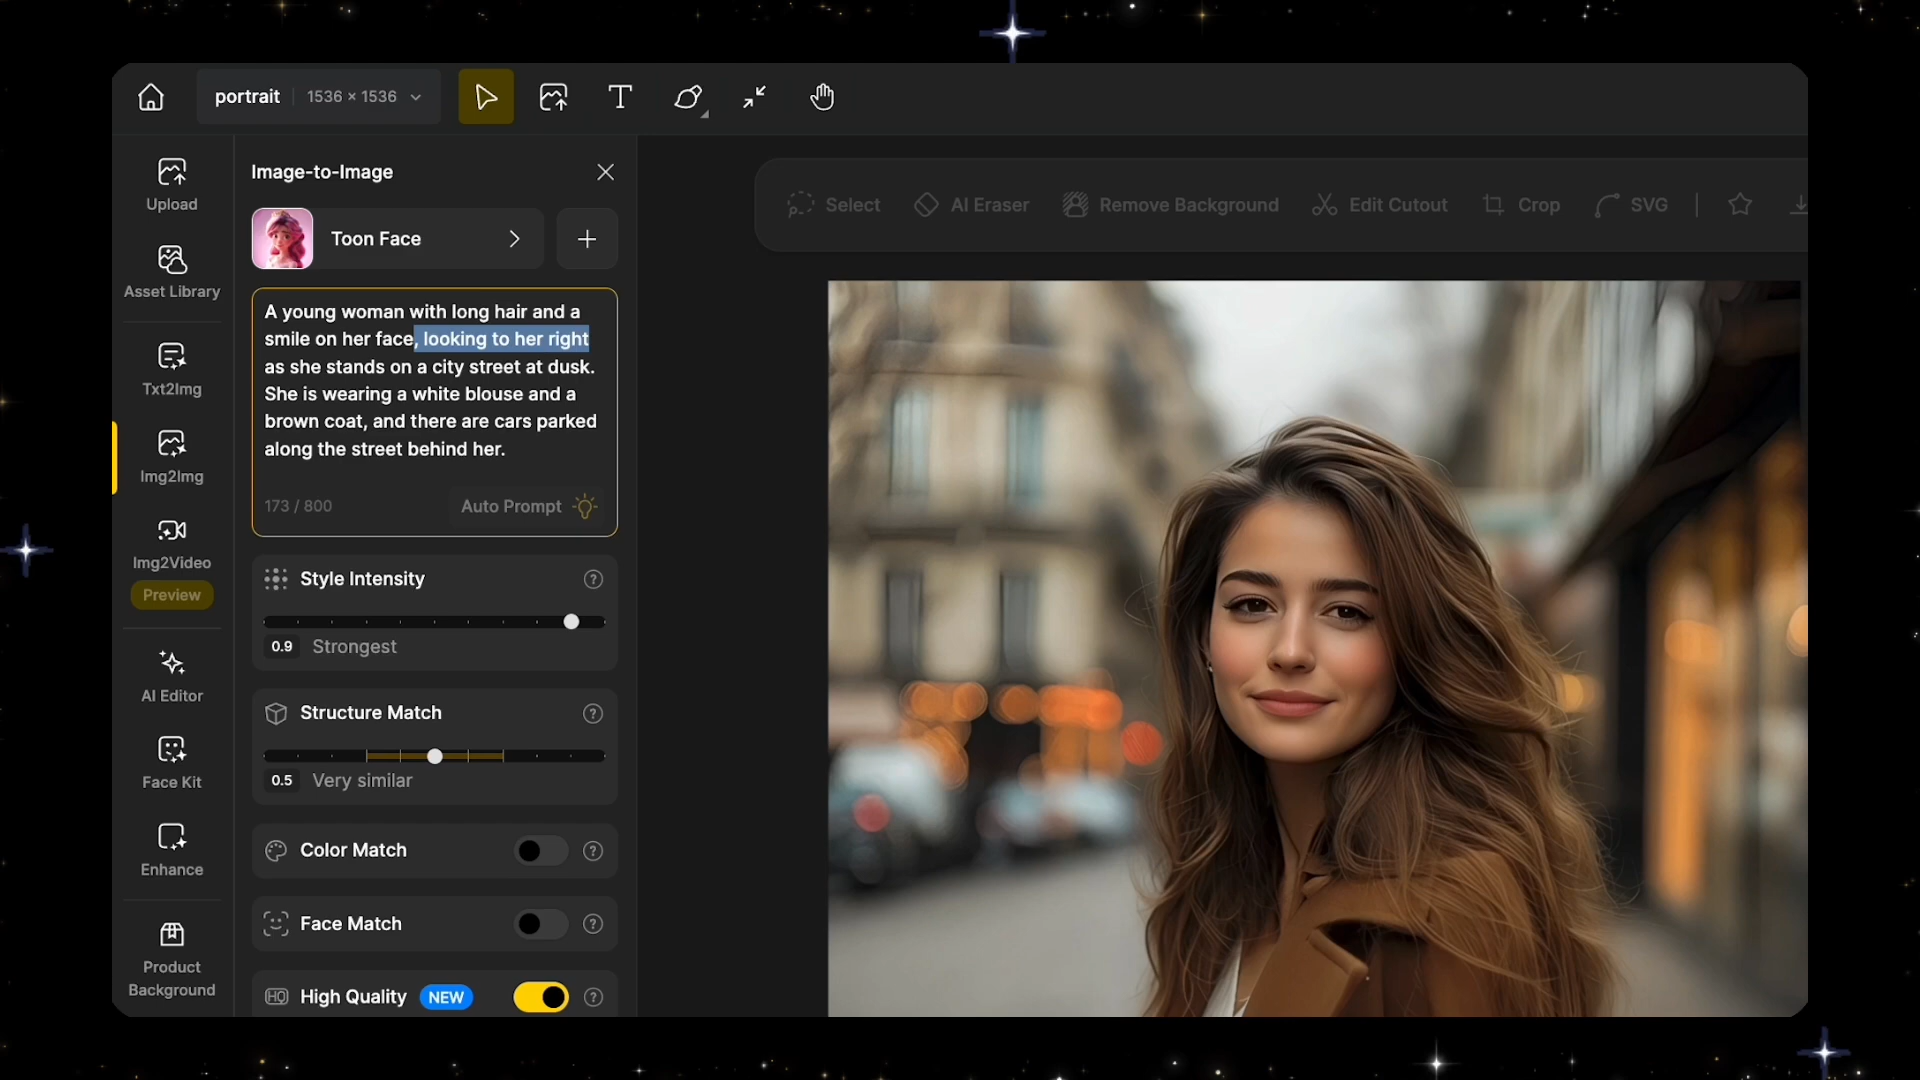 portrait 1536 × 1536
Upload
Asset Library
Txt2Img
Img2Img
Img2Video
Preview
AI Editor
Face Kit
Enhance
Product
Background
Image-to-Image
Toon Face
A young woman with long hair and a
smile on her face, looking to her right
as she stands on a city street at dusk.
She is wearing a white blouse and a
brown coat, and there are cars parked
along the street behind her.
173 / 800 Auto Prompt
Style Intensity
0.9 Strongest
Structure Match
0.5 Very similar
Color Match
Face Match
HQ High Quality NEW
Select AI Eraser Remove Background Edit Cutout Crop SVG